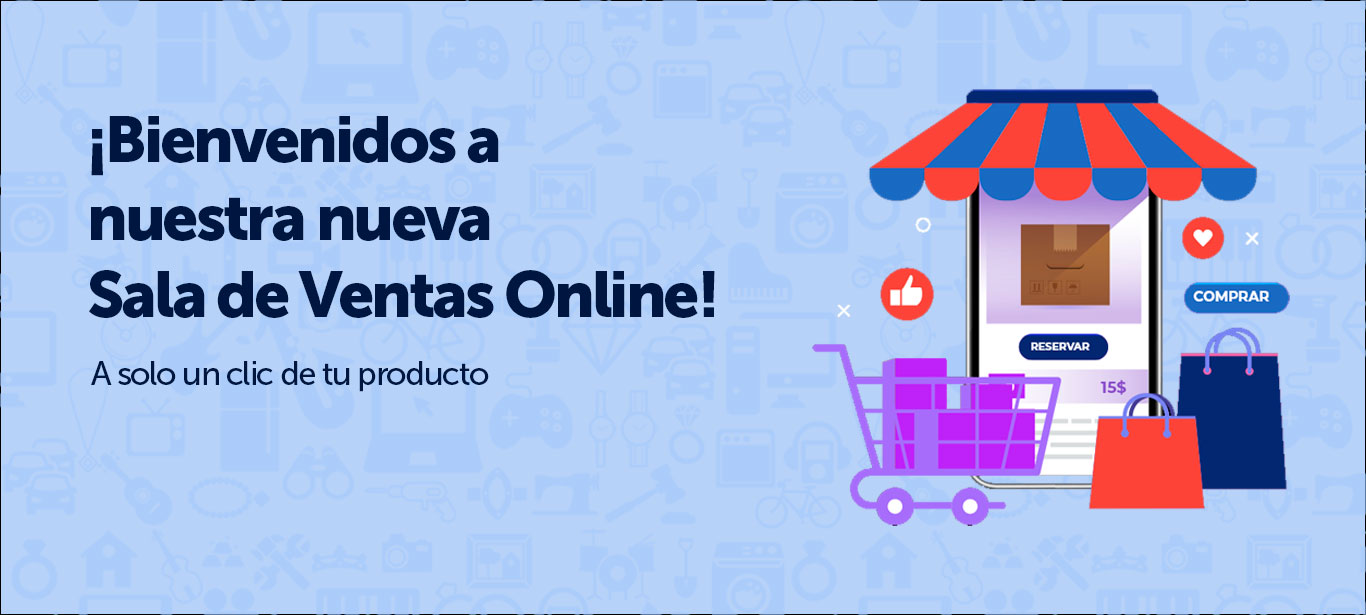 ¡Bienvenidos a
nuestra nueva
Sala de Ventas Online!
A solo un clic de tu producto
COMPRAR
RESERVAR
15$